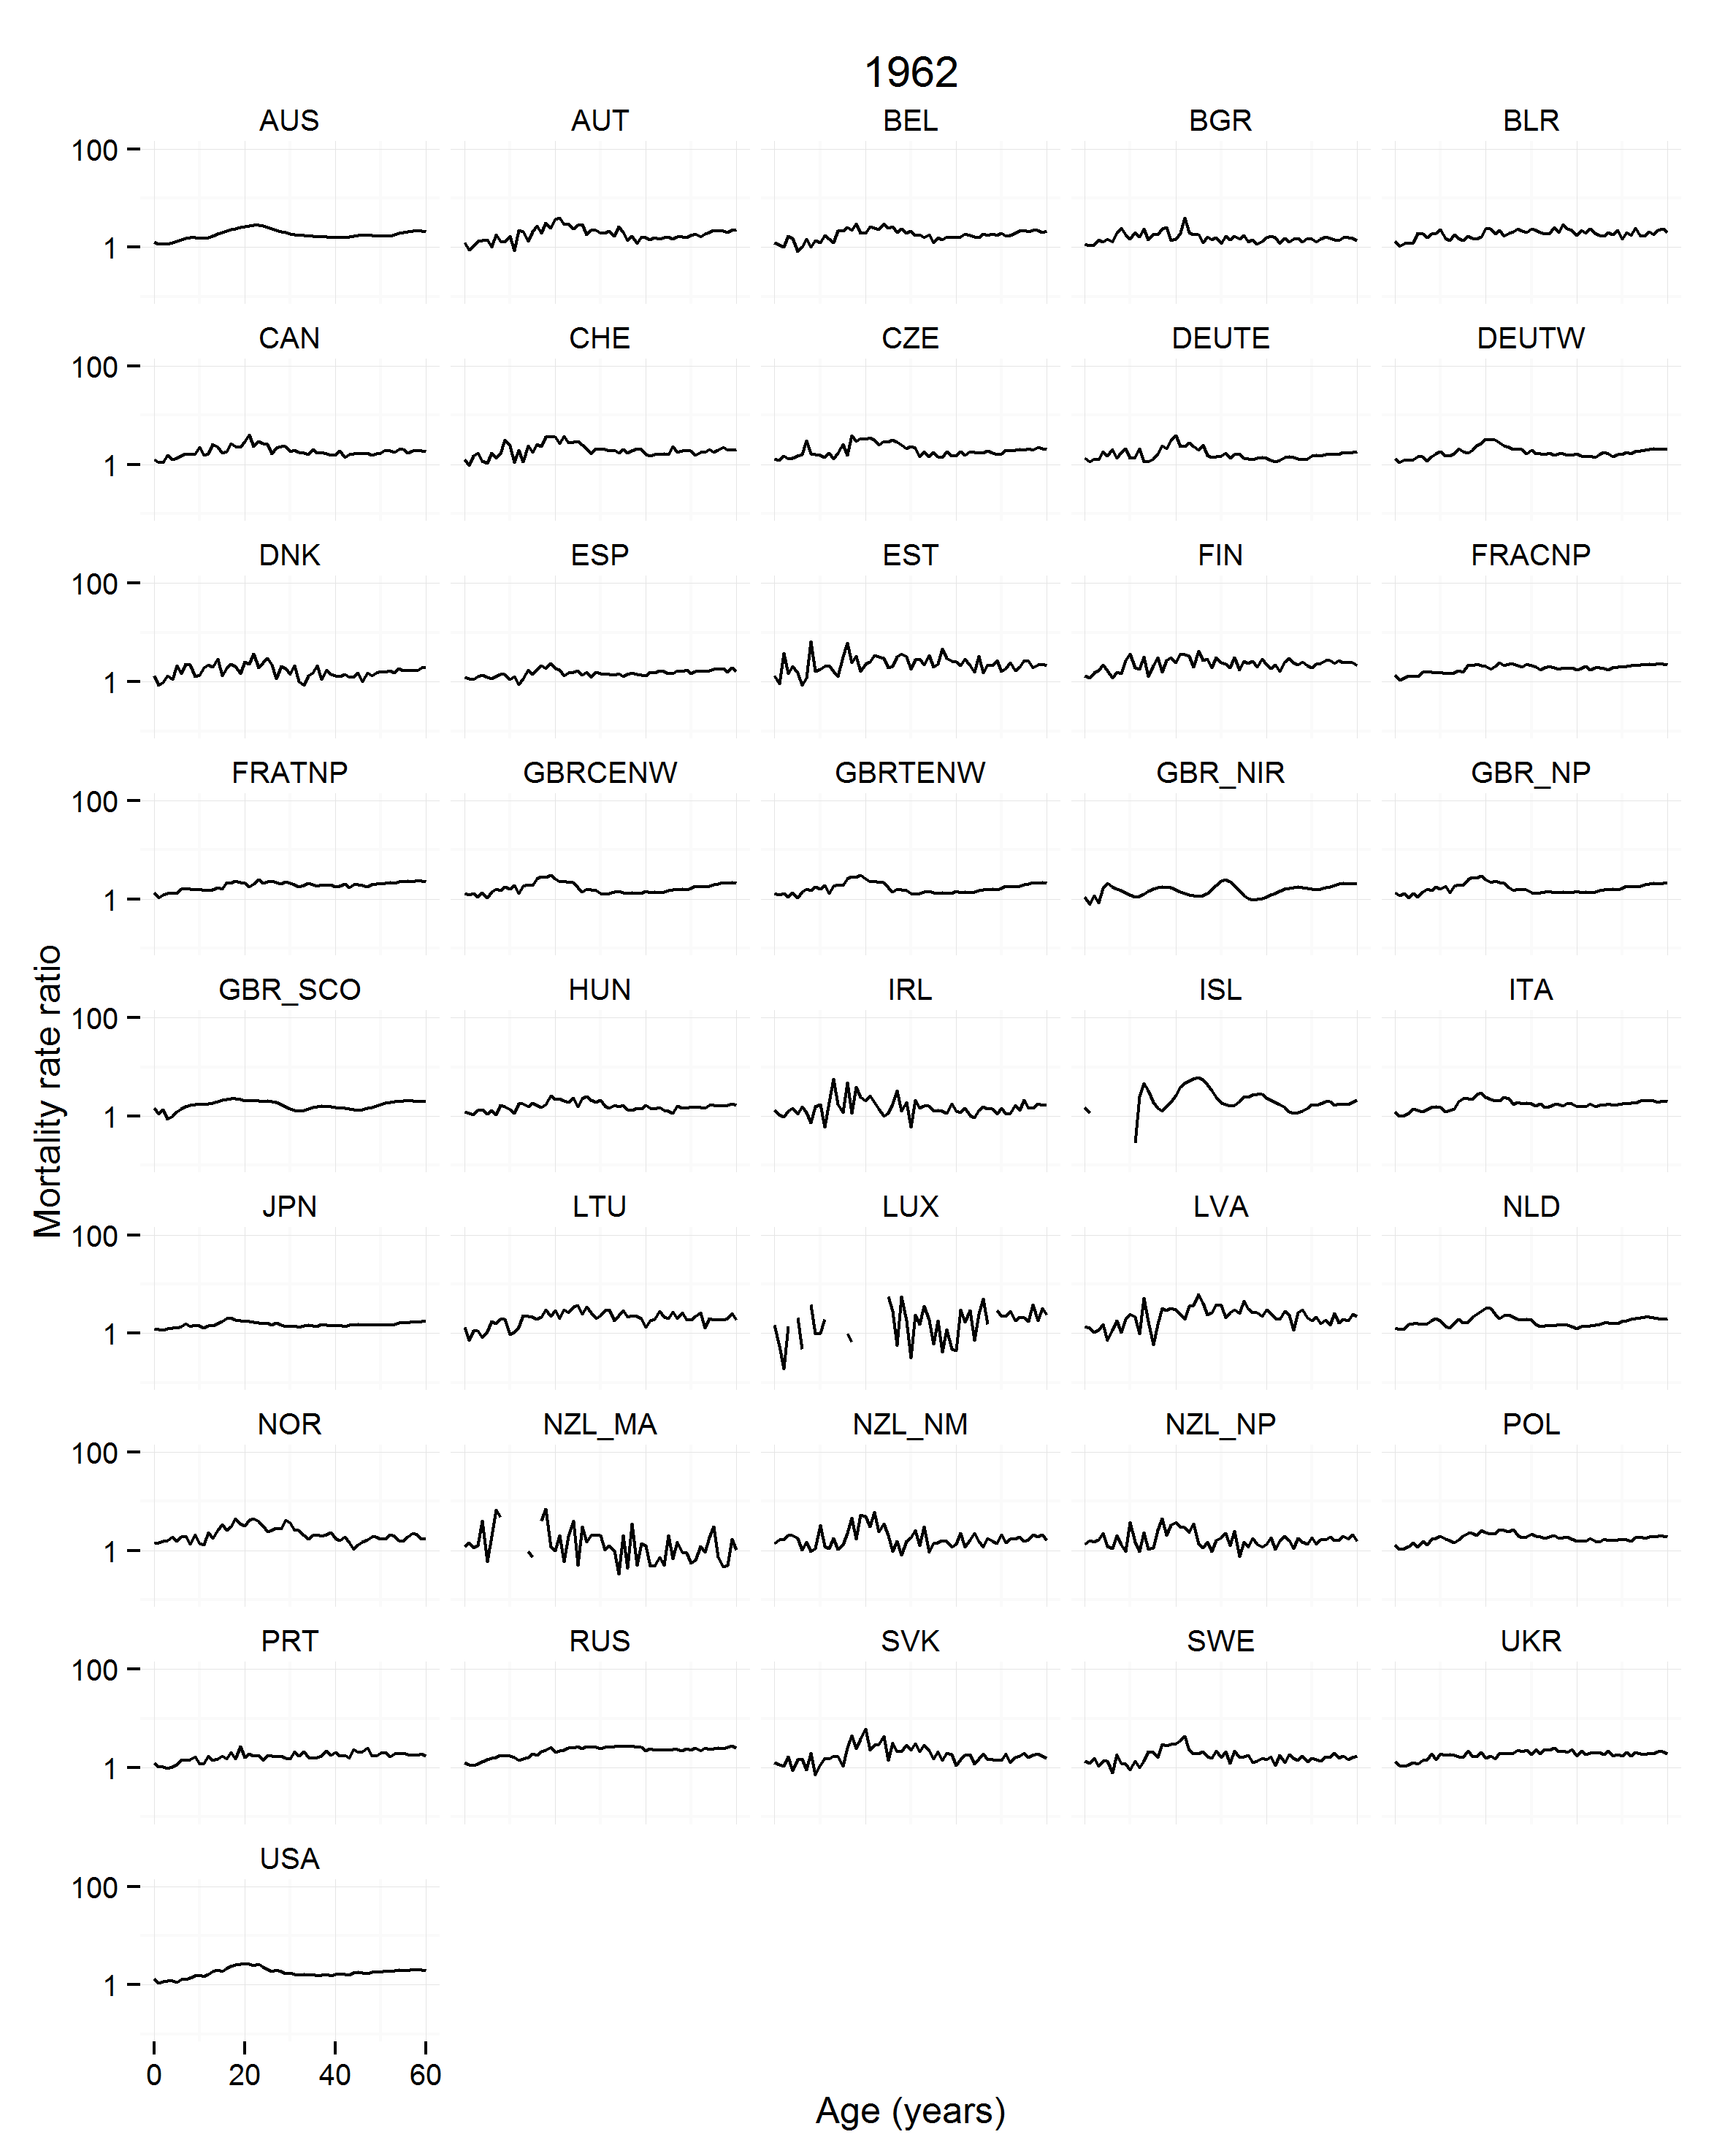 1962
AUS AUT BEL BGR BLR
100
1
CAN CHE CZE DEUTE DEUTW
100
1
DNK ESP EST FIN FRACNP
100
1
FRATNP GBRCENW GBRTENW GBR_NIR GBR_NP
100
1
GBR_SCO HUN IRL ISL ITA
100
1
JPN LTU LUX LVA NLD
100
1
NOR NZL_MA NZL_NM NZL_NP POL
100
1
PRT RUS SVK SWE UKR
100
1
USA
100
1
0 20 40 60
Age (years)
Mortality rate ratio